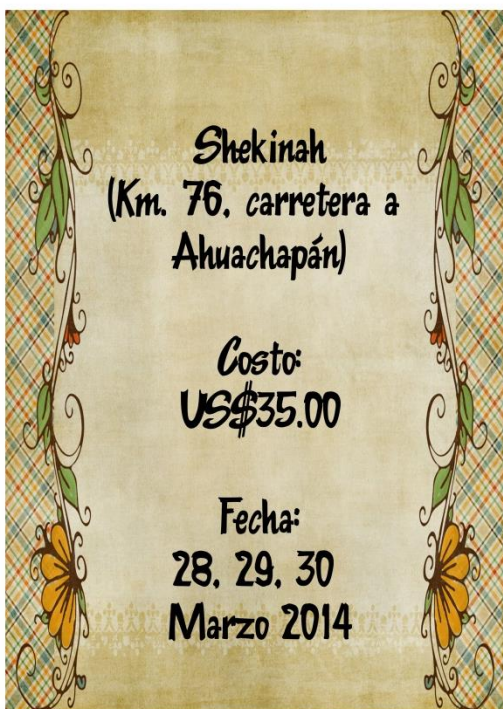 Shekinah
(Km. 76, carretera a
Ahuachapán)
Costo:
US$35.00
Fecha:
28, 29, 30
Marzo 2014